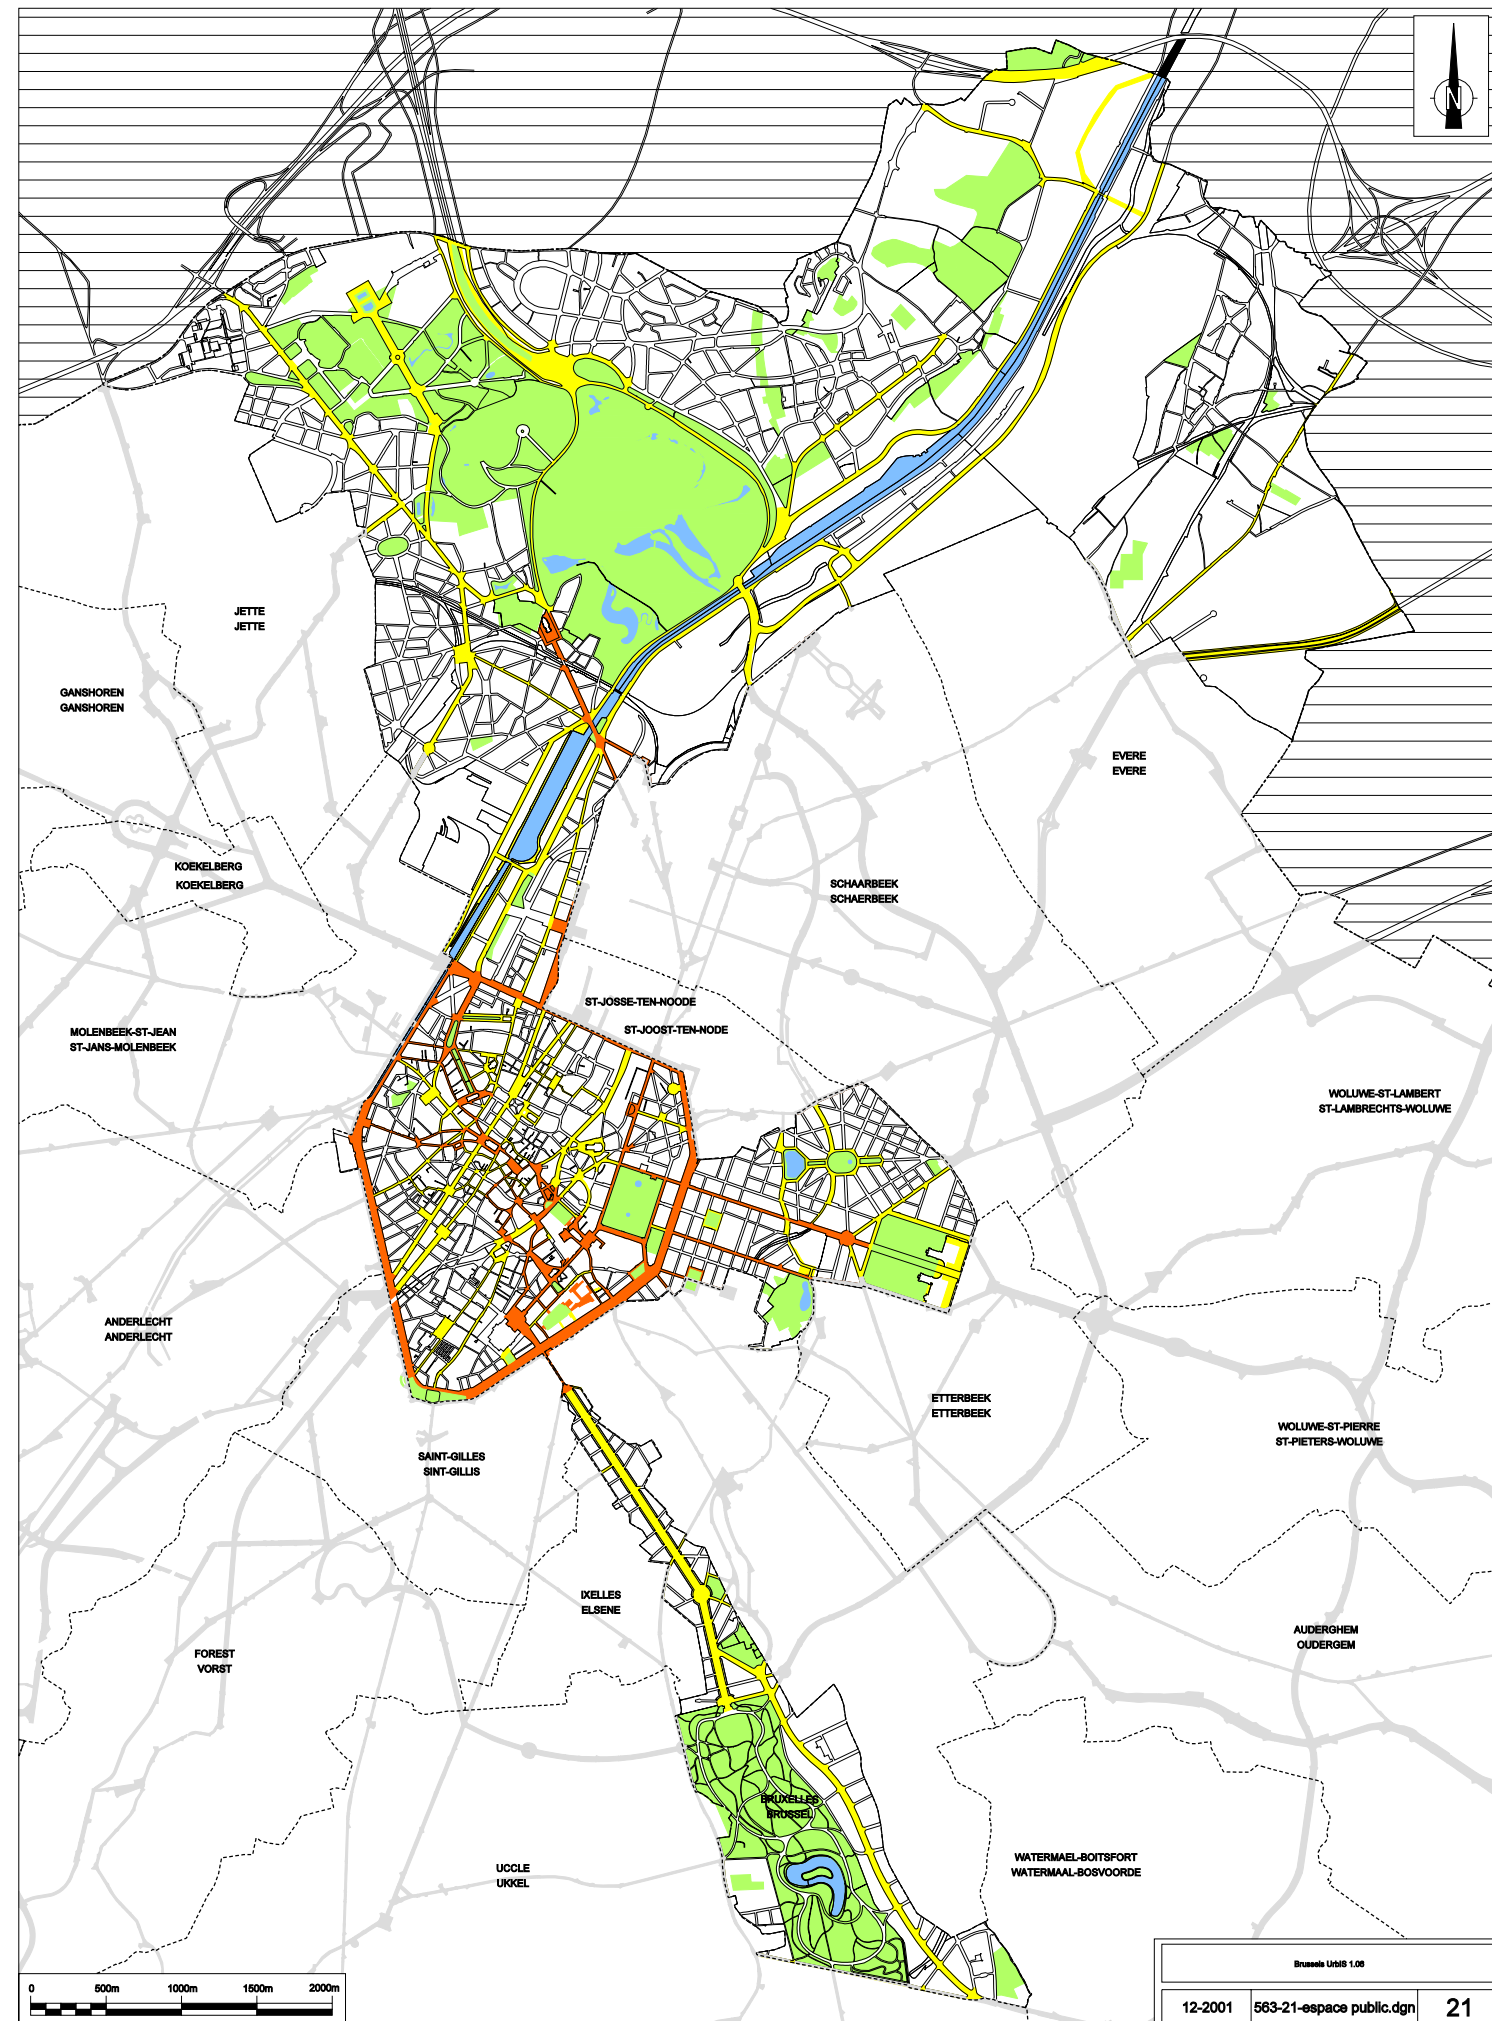 N
JETTE
JETTE
GANSHOREN
GANSHOREN
EVERE
EVERE
KOEKELBERG
KOEKELBERG
SCHAARBEEK
SCHAERBEEK
ST-JOSSE-TEN-NOODE
ST-JOOST-TEN-NODE
MOLENBEEK-ST-JEAN
ST-JANS-MOLENBEEK
WOLUWE-ST-LAMBERT
ST-LAMBRECHTS-WOLUWE
ANDERLECHT
ANDERLECHT
ETTERBEEK
ETTERBEEK
WOLUWE-ST-PIERRE
ST-PIETERS-WOLUWE
SAINT-GILLES
SINT-GILLIS
IXELLES
ELSENE
AUDERGHEM
OUDERGEM
FOREST
VORST
BRUXELLES
BRUSSEL
WATERMAEL-BOITSFORT
WATERMAAL-BOSVOORDE
UCCLE
UKKEL
0 500m 1000m 1500m 2000m
Brussels UrbIS 1.08
12-2001 563-21-espace public.dgn 21